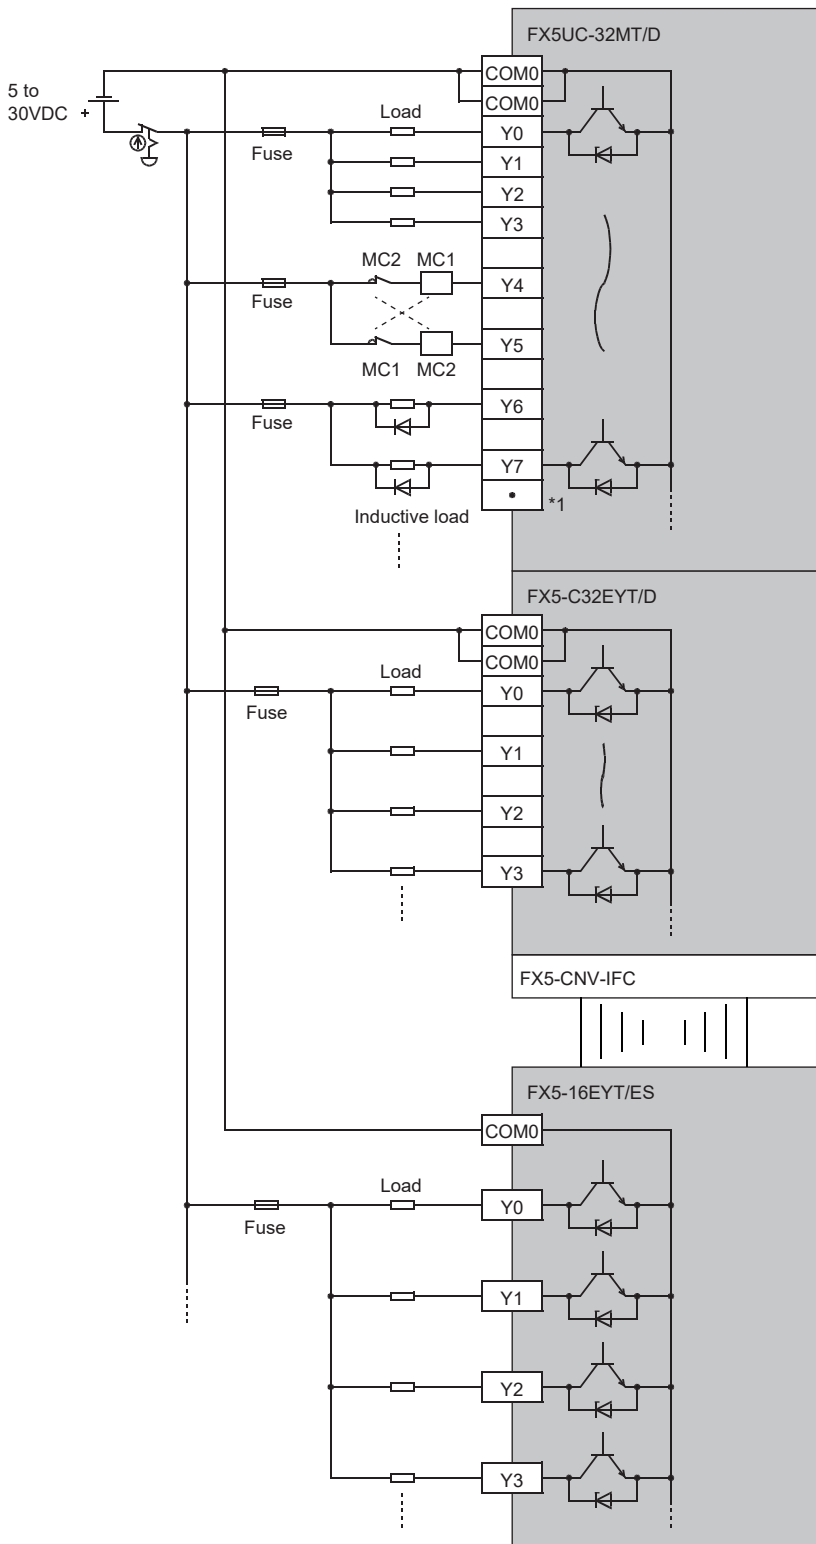 FX5UC-32MT/D
5 to
30VDC +
COM0
COM0
Load
Y0
Fuse
Y1
Y2
Y3
MC2 MC1
Y4
Fuse
Y5
MC1 MC2
Y6
Fuse
Y7
• *1
Inductive load
FX5-C32EYT/D
COM0
COM0
Load
Y0
Fuse
Y1
Y2
Y3
FX5-CNV-IFC
FX5-16EYT/ES
COM0
Load
Y0
Fuse
Y1
Y2
Y3